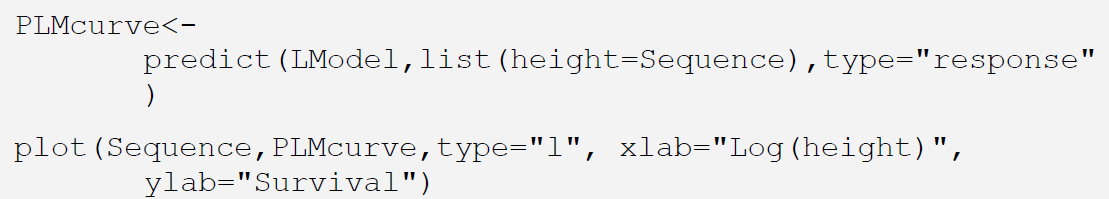 PLMcurve<-
predict(LModel,list(height=Sequence),type="response"
)
plot(Sequence,PLMcurve,type="l", xlab="Log(height)",
ylab="Survival")